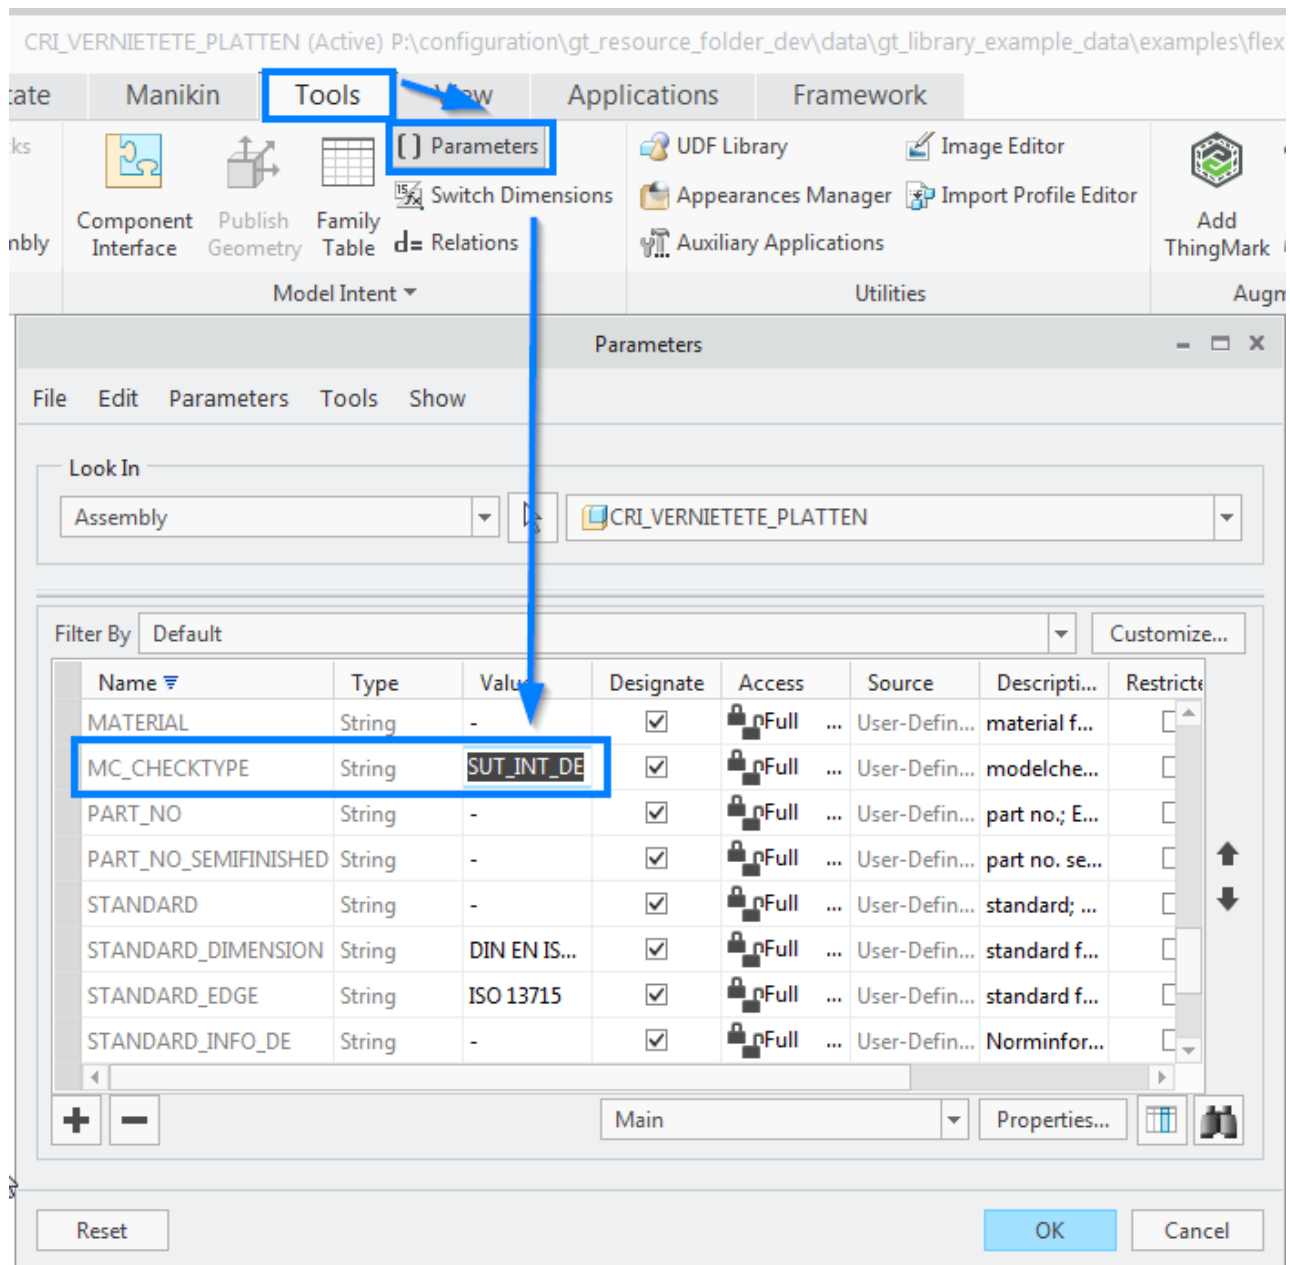 CRI_VERNIETETE_PLATTEN (Active) P:\configuration\gt_resource_folder_dev\data\gt_library_example_data\examples\flex
Manikin Tools View Applications Framework
[ ] Parameters UDF Library Image Editor
Switch Dimensions Appearances Manager Import Profile Editor
Component Interface Publish Geometry Family Table d= Relations Auxiliary Applications Add ThingMark
Model Intent Utilities
Parameters
File Edit Parameters Tools Show
Look In
Assembly CRI_VERNIETETE_PLATTEN
Filter By Default Customize...
Name Type Value Designate Access Source Descripti... Restricte
MATERIAL String - Full ... User-Defin... material f...
MC_CHECKTYPE String SUT_INT_DE Full ... User-Defin... modelche...
PART_NO String - Full ... User-Defin... part no.; E...
PART_NO_SEMIFINISHED String - Full ... User-Defin... part no. se...
STANDARD String - Full ... User-Defin... standard; ...
STANDARD_DIMENSION String DIN EN IS... Full ... User-Defin... standard f...
STANDARD_EDGE String ISO 13715 Full ... User-Defin... standard f...
STANDARD_INFO_DE String - Full ... User-Defin... Norminfor...
Main Properties...
Reset OK Cancel